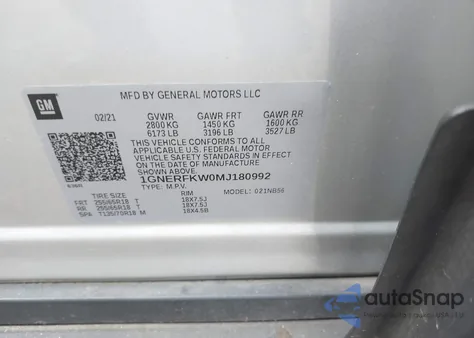 GM
MFD BY GENERAL MOTORS LLC
02/21 GVWR GAWR FRT GAWR RR
2800 KG 1450 KG 1600 KG
6173 LB 3196 LB 3527 LB
THIS VEHICLE CONFORMS TO ALL
APPLICABLE U.S. FEDERAL MOTOR
VEHICLE SAFETY STANDARDS IN EFFECT
ON THE DATE OF MANUFACTURE
SHOWN ABOVE.
1GNERFKW0MJ180992
TYPE: M.P.V. MODEL:
TIRE SIZE RIM
FRT 255/65R18 T 18X7.5J
RR 255/65R18 T 18X7.5J
SPA T135/70R18 M 18X4.5B
autoSnap